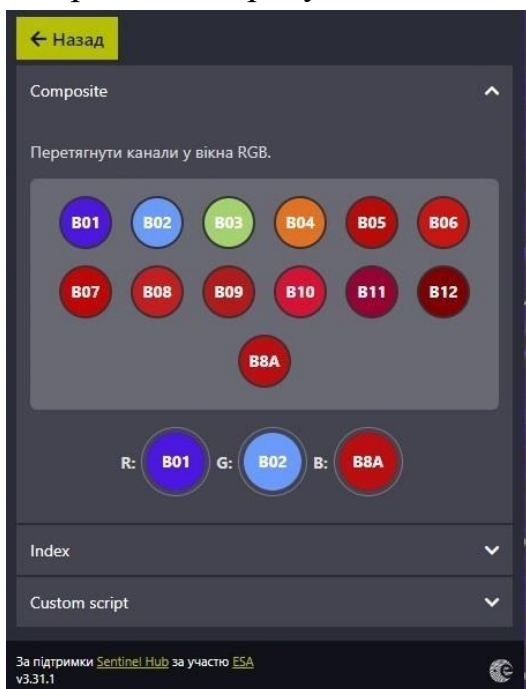 ← Назад
Composite
Перетягнути канали у вікна RGB.
B01 B02 B03 B04 B05 B06
B07 B08 B09 B10 B11 B12
B8A
R: B01 G: B02 B: B8A
Index
Custom script
За підтримки Sentinel Hub за участю ESA
v3.31.1